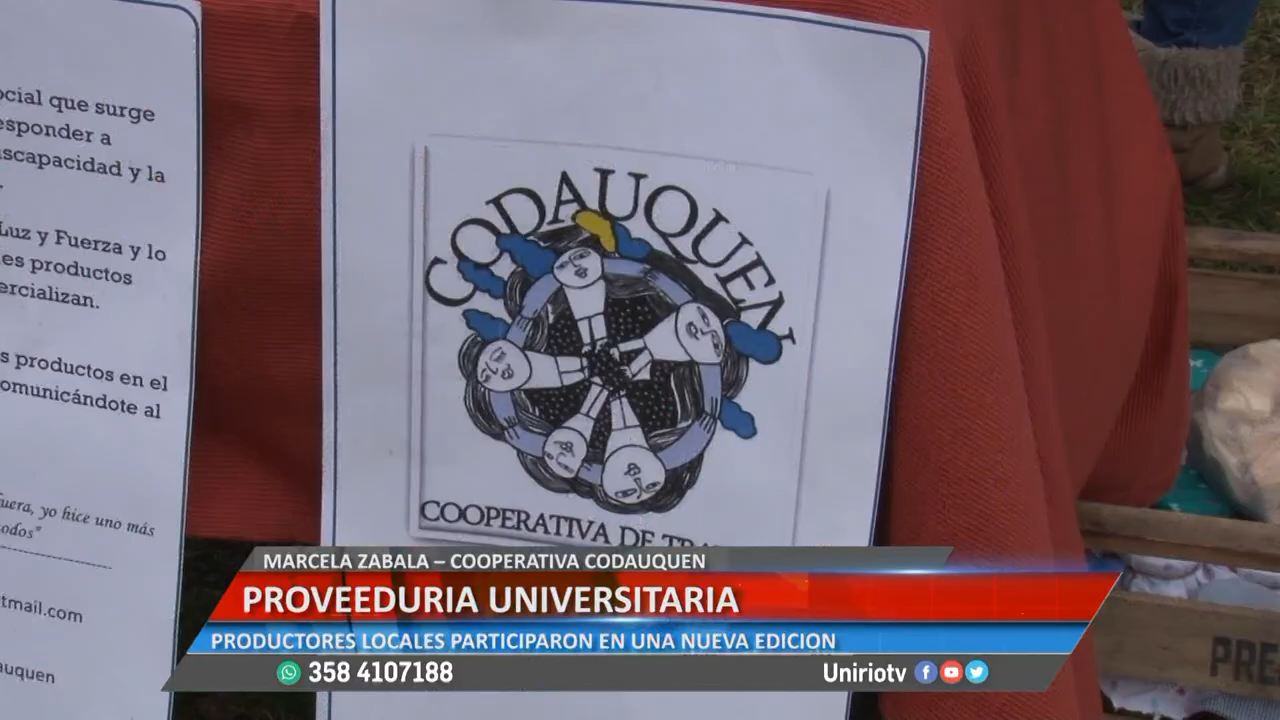 ocial que surge
esponder a
scapacidad y la
Luz y Fuerza y lo
es productos
ercializan.
s productos en el
omunicándote al
fuera, yo hice uno más
odos"
tmail.com
auquen
CODAUQUEN
COOPERATIVA DE TRA
MARCELA ZABALA – COOPERATIVA CODAUQUEN
PROVEEDURIA UNIVERSITARIA
PRODUCTORES LOCALES PARTICIPARON EN UNA NUEVA EDICION
358 4107188
Uniriotv
PRE